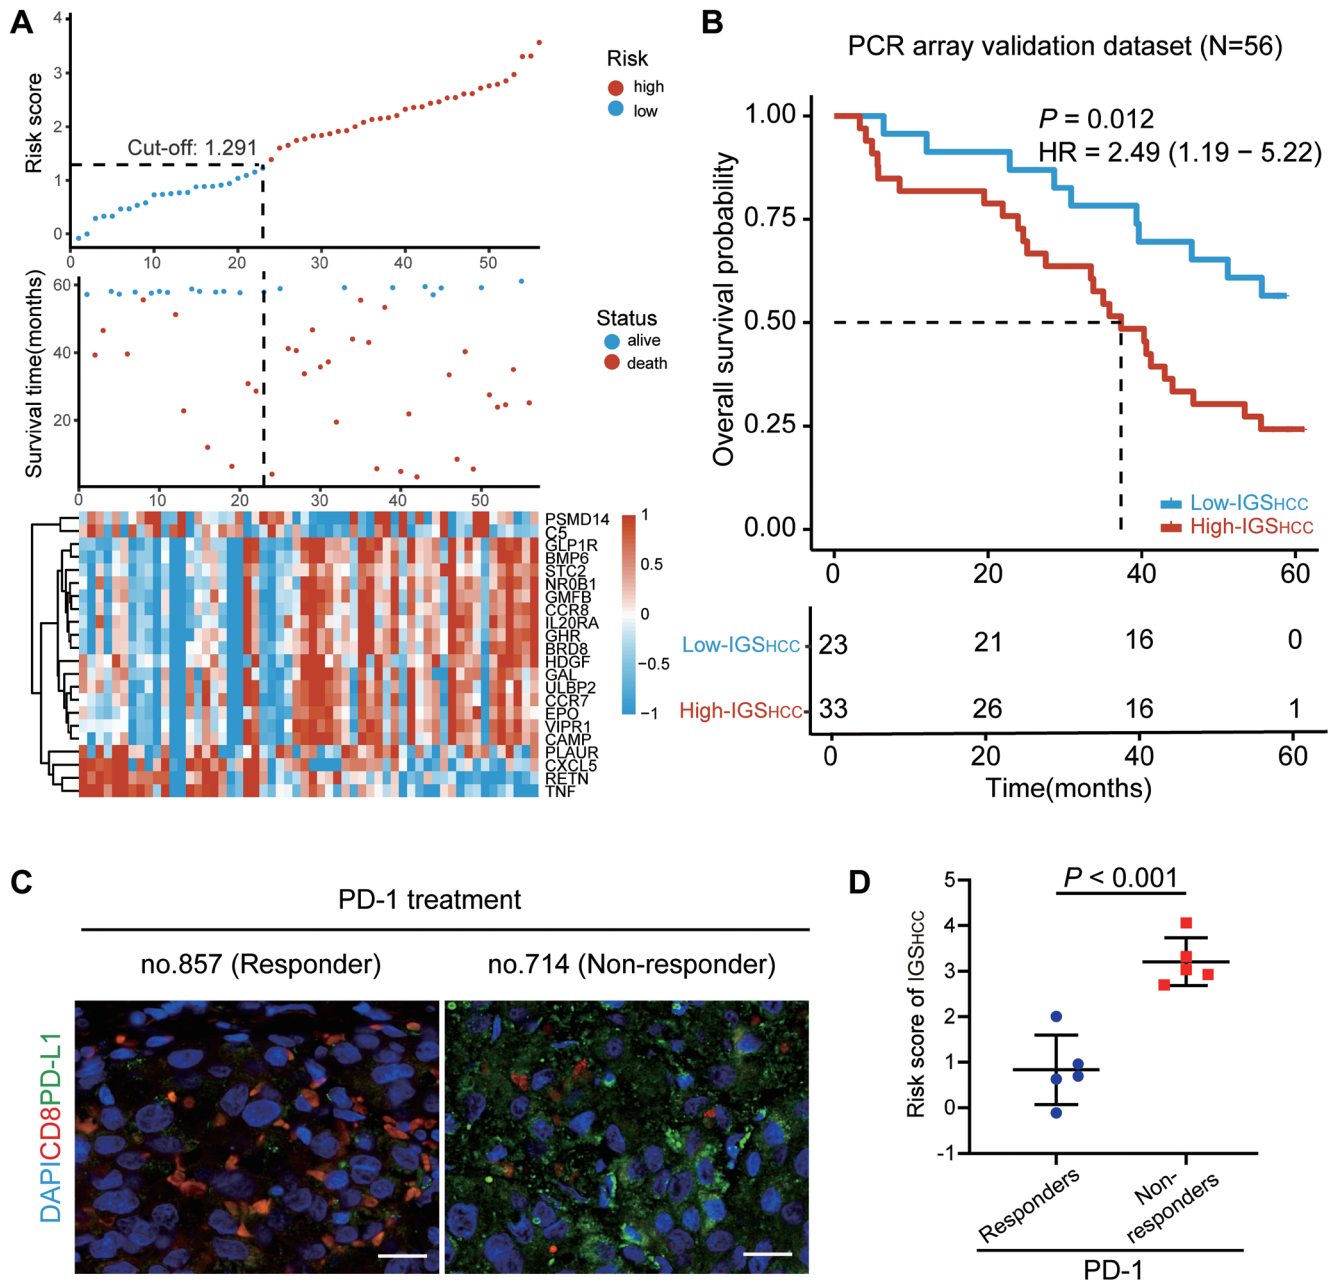 A
4
3
2
1
0
Risk score
Cut-off: 1.291
10
20
30
40
50
Risk
high
low
60
40
20
Survival time(months)
0
10
20
30
40
50
Status
alive
death
PSMD14
C5
GLP1R
BMP6
STC2
NR0B1
GMFB
CCR8
IL20RA
GHR
BRD8
HDGF
GAL
ULBP2
CCR7
EPO
VIPR1
CAMP
PLAUR
CXCL5
RETN
TNF
1
0.5
0
−0.5
−1
B
PCR array validation dataset (N=56)
P = 0.012
HR = 2.49 (1.19 − 5.22)
1.00
0.75
0.50
0.25
0.00
Overall survival probability
Low-IGSHCC
High-IGSHCC
0 20 40 60
Low-IGSHCC 23 21 16 0
High-IGSHCC 33 26 16 1
0 20 40 60
Time(months)
C
PD-1 treatment
no.857 (Responder)
no.714 (Non-responder)
DAPICD8PD-L1
D
P < 0.001
5
4
3
2
1
0
-1
Risk score of IGSHCC
Responders
Non-
responders
PD-1